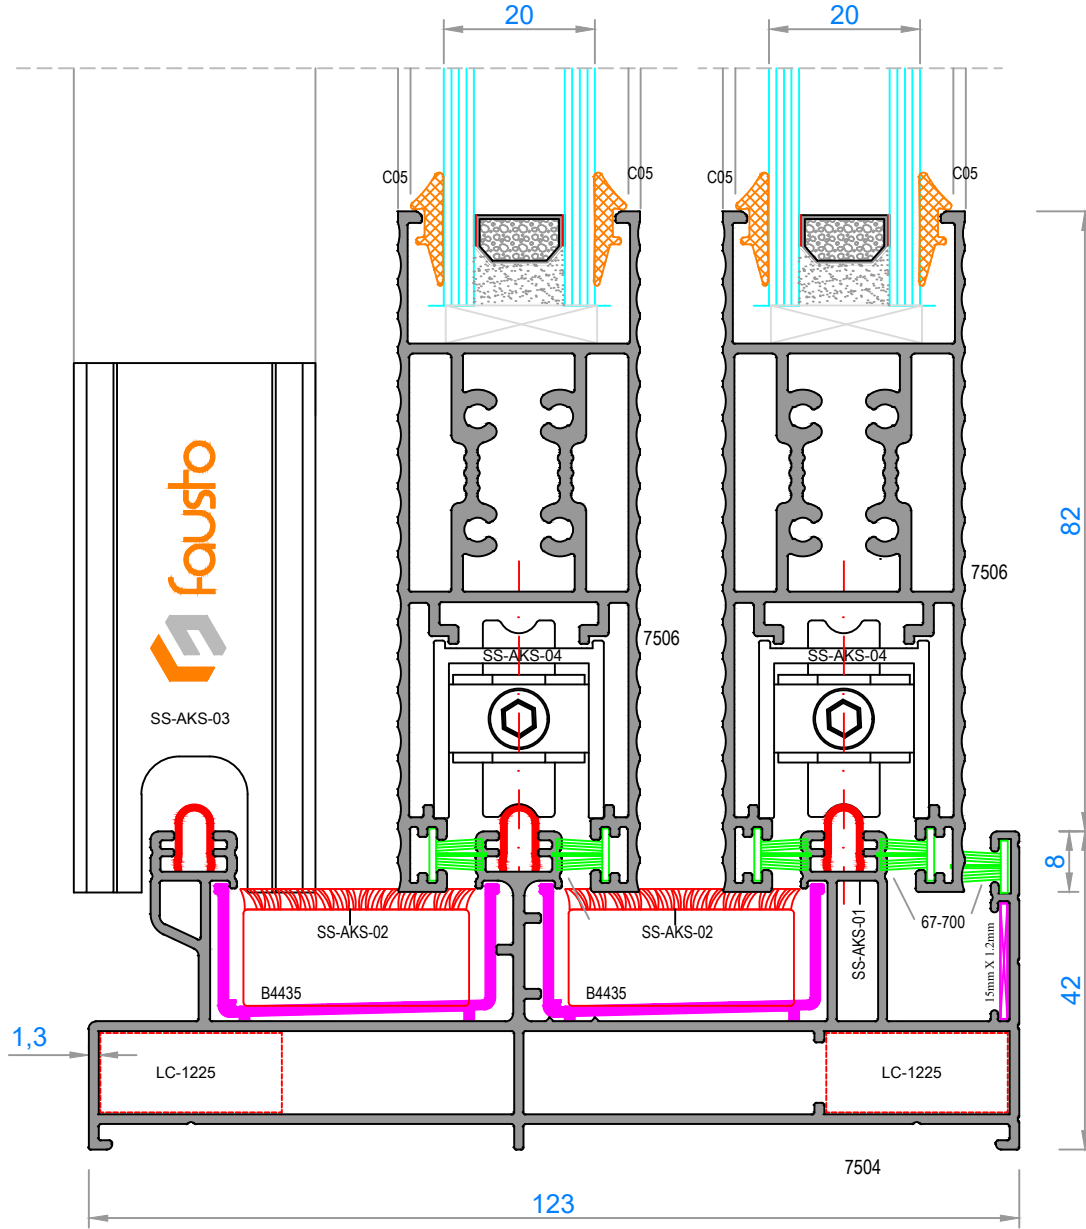 20
20
C05
C05
C05
C05
82
fausto
7506
7506
SS-AKS-04
SS-AKS-04
SS-AKS-03
8
67-700
SS-AKS-02
SS-AKS-02
SS-AKS-01
15mm X 1.2mm
B4435
B4435
42
1,3
LC-1225
LC-1225
7504
123